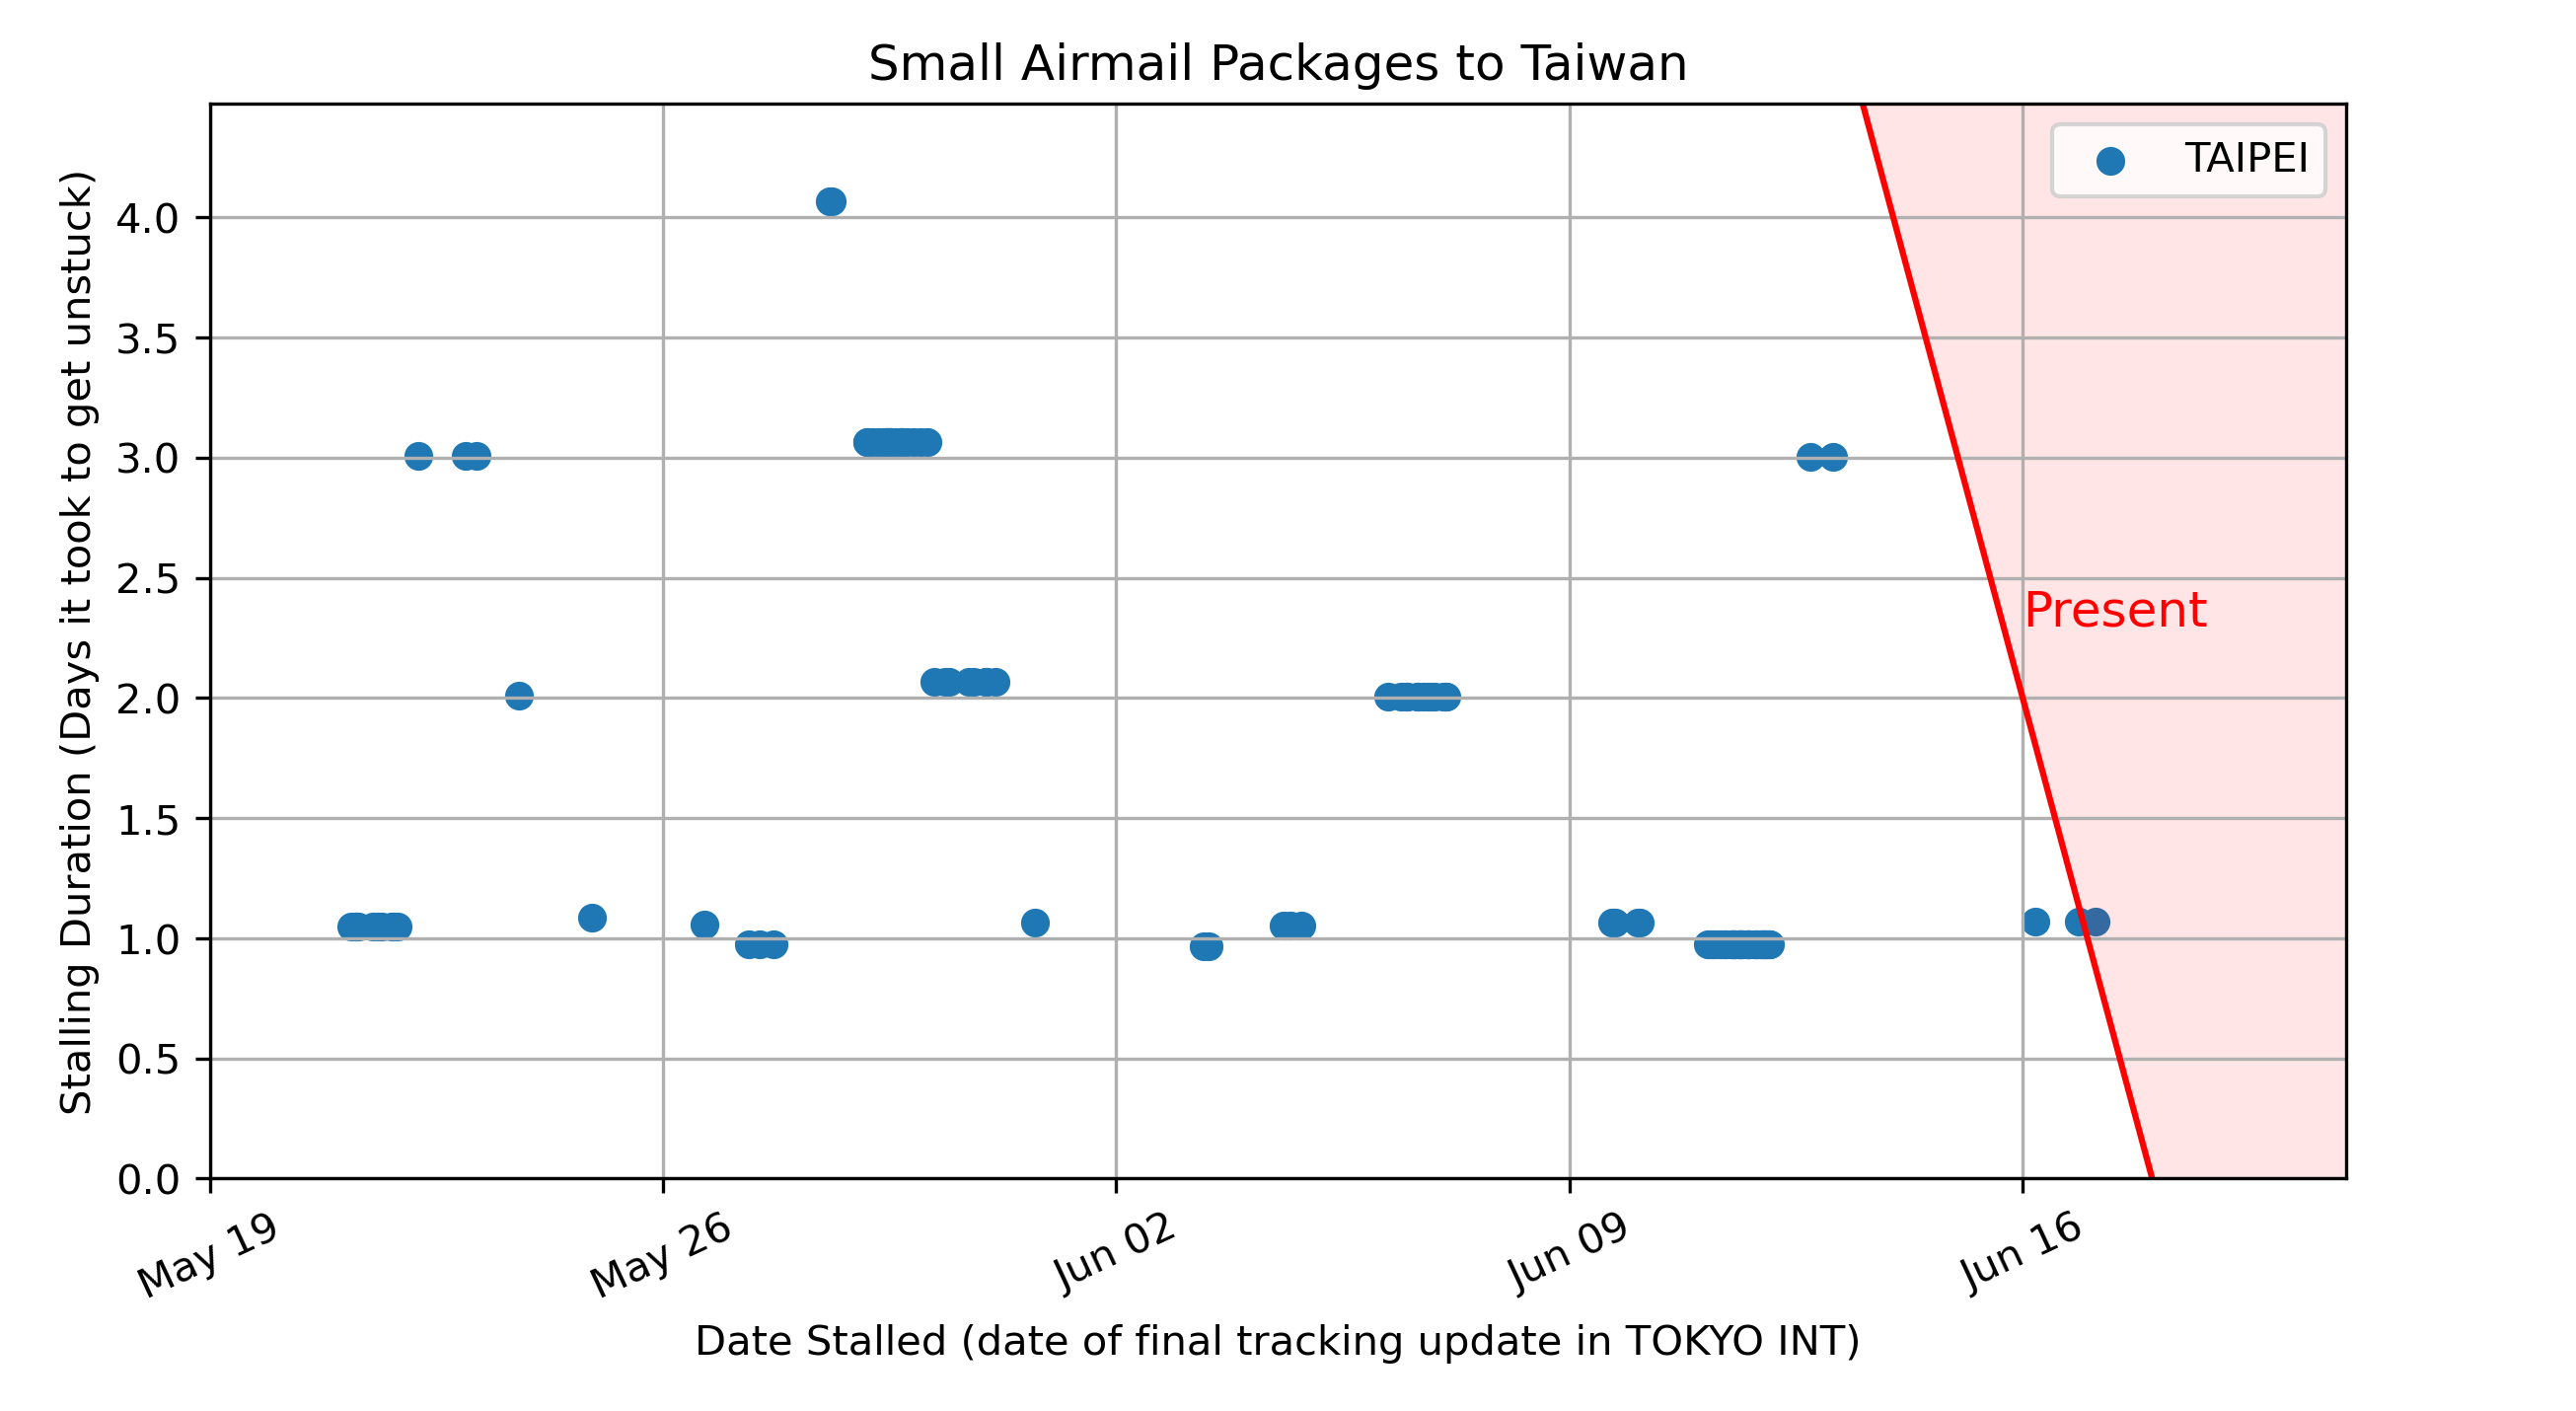 Small Airmail Packages to Taiwan
TAIPEI
Stalling Duration (Days it took to get unstuck)
4.0
3.5
3.0
2.5
2.0
1.5
1.0
0.5
0.0
Present
May 19
May 26
Jun 02
Jun 09
Jun 16
Date Stalled (date of final tracking update in TOKYO INT)